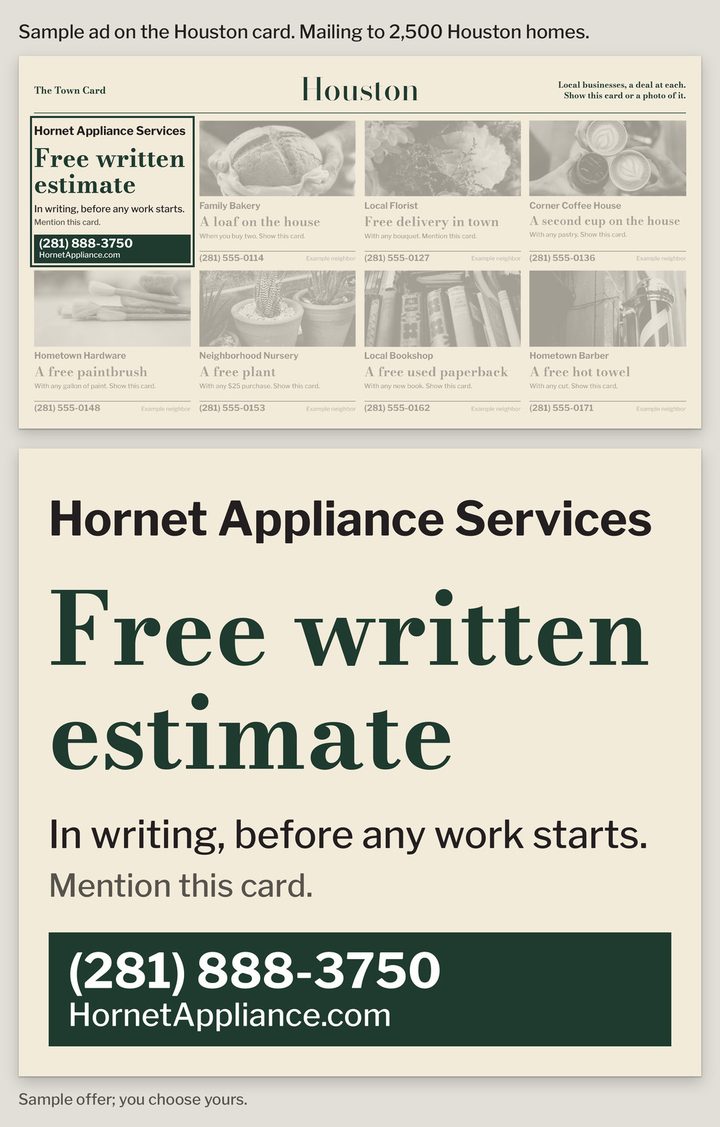 Sample ad on the Houston card. Mailing to 2,500 Houston homes.
The Town Card
Houston
Local businesses, a deal at each.
Show this card or a photo of it.
Hornet Appliance Services
Free written
estimate
In writing, before any work starts.
Mention this card.
(281) 888-3750
HornetAppliance.com
Family Bakery
A loaf on the house
When you buy two. Show this card.
(281) 555-0114
Example neighbor
Local Florist
Free delivery in town
With any bouquet. Mention this card.
(281) 555-0127
Example neighbor
Corner Coffee House
A second cup on the house
With any pastry. Show this card.
(281) 555-0136
Example neighbor
Hometown Hardware
A free paintbrush
With any gallon of paint. Show this card.
(281) 555-0148
Example neighbor
Neighborhood Nursery
A free plant
With any $25 purchase. Show this card.
(281) 555-0153
Example neighbor
Local Bookshop
A free used paperback
With any new book. Show this card.
(281) 555-0162
Example neighbor
Hometown Barber
A free hot towel
With any cut. Show this card.
(281) 555-0171
Example neighbor
Hornet Appliance Services
Free written
estimate
In writing, before any work starts.
Mention this card.
(281) 888-3750
HornetAppliance.com
Sample offer; you choose yours.